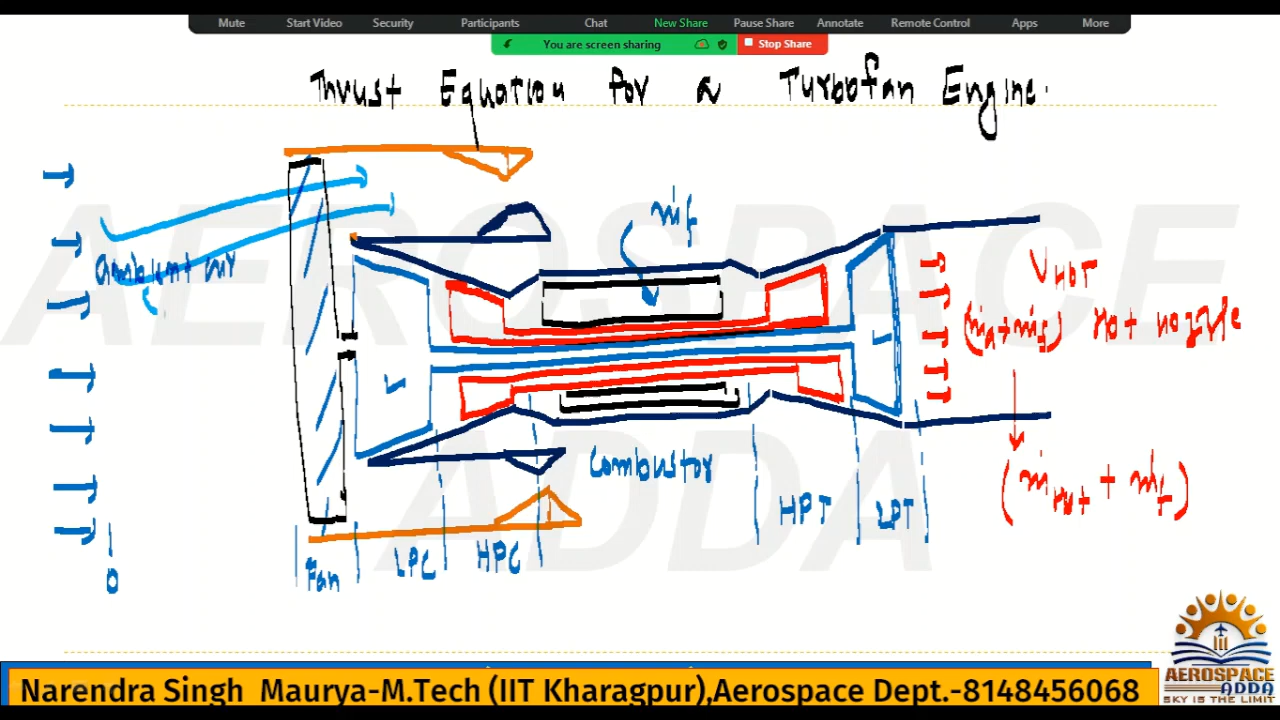 Mute Start Video Security Participants Chat New Share Pause Share Annotate Remote Control Apps More
You are screen sharing Stop Share
Thrust Equation for a Turbofan Engine.
ṁf
ambient air
V HOT
(ṁa+ṁf) hot nozzle
Combustor
(ṁhot + ṁf)
HPT LPT
Fan LPC HPC
0
AEROSPACE
ADDA
Narendra Singh Maurya-M.Tech (IIT Kharagpur),Aerospace Dept.-8148456068
AEROSPACE
ADDA
SKY IS THE LIMIT